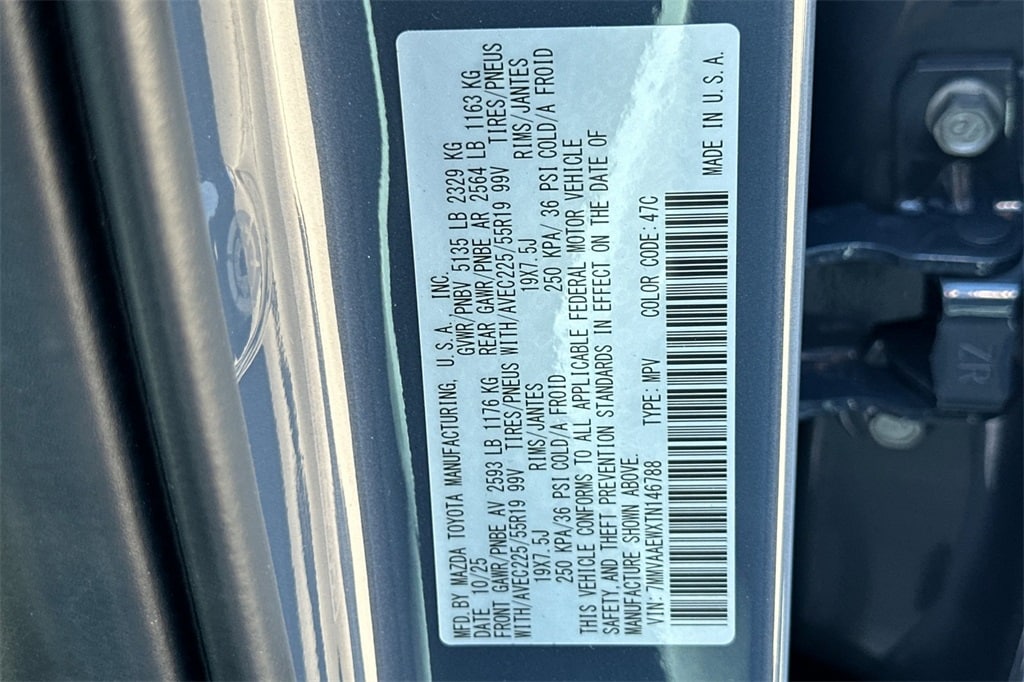 MFD. BY MAZDA TOYOTA MANUFACTURING, U.S.A., INC.
DATE 10/25 GVWR/PNBV 5135 LB 2329 KG
FRONT GAWR/PNBE AV 2593 LB 1176 KG REAR GAWR/PNBE AR 2564 LB 1163 KG
WITH/AVEC225/55R19 99V TIRES/PNEUS WITH/AVEC225/55R19 99V TIRES/PNEUS
19X7.5J RIMS/JANTES 19X7.5J RIMS/JANTES
250 KPA/36 PSI COLD/A FROID 250 KPA/ 36 PSI COLD/A FROID
THIS VEHICLE CONFORMS TO ALL APPLICABLE FEDERAL MOTOR VEHICLE
SAFETY, AND THEFT PREVENTION STANDARDS IN EFFECT ON THE DATE OF
MANUFACTURE SHOWN ABOVE.
VIN: 7MMVAAEWXTN146788 TYPE: MPV COLOR CODE: 47C
MADE IN U.S.A.
ZR